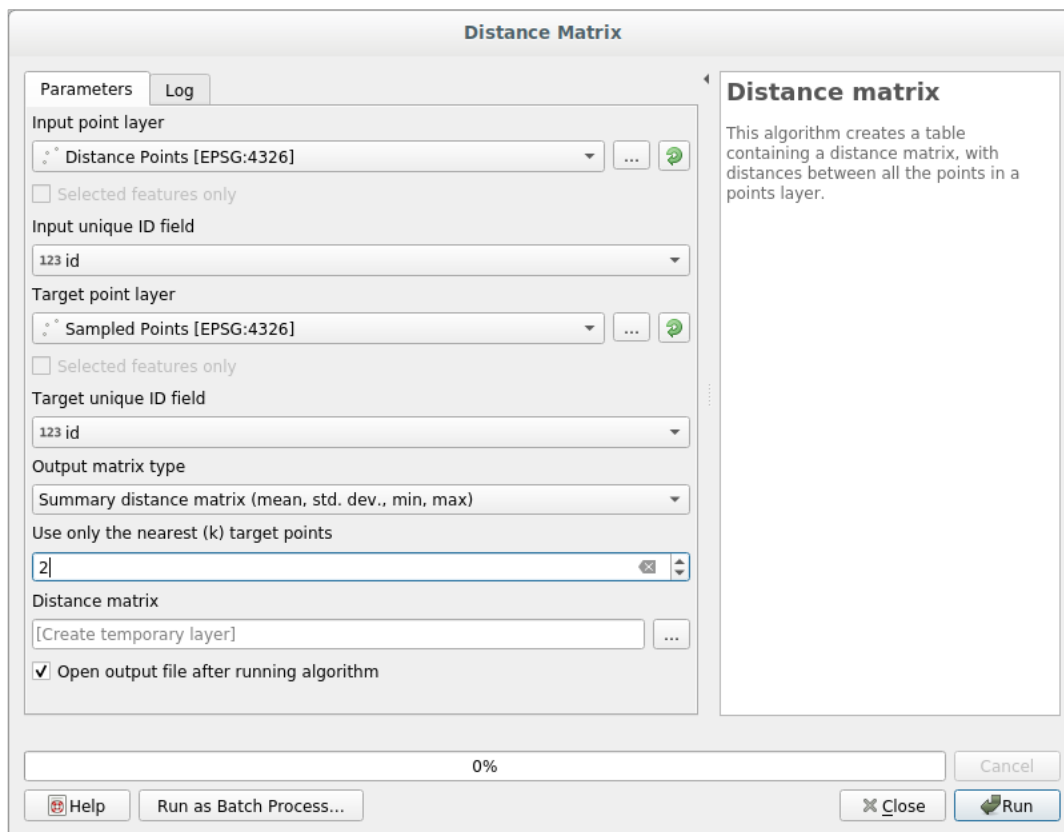 Distance Matrix
Parameters
Log
Input point layer
Distance Points [EPSG:4326]
...
Selected features only
Input unique ID field
123 id
Target point layer
Sampled Points [EPSG:4326]
...
Selected features only
Target unique ID field
123 id
Output matrix type
Summary distance matrix (mean, std. dev., min, max)
Use only the nearest (k) target points
2
Distance matrix
[Create temporary layer]
...
Open output file after running algorithm
Distance matrix
This algorithm creates a table
containing a distance matrix, with
distances between all the points in a
points layer.
0%
Cancel
Help
Run as Batch Process...
Close
Run